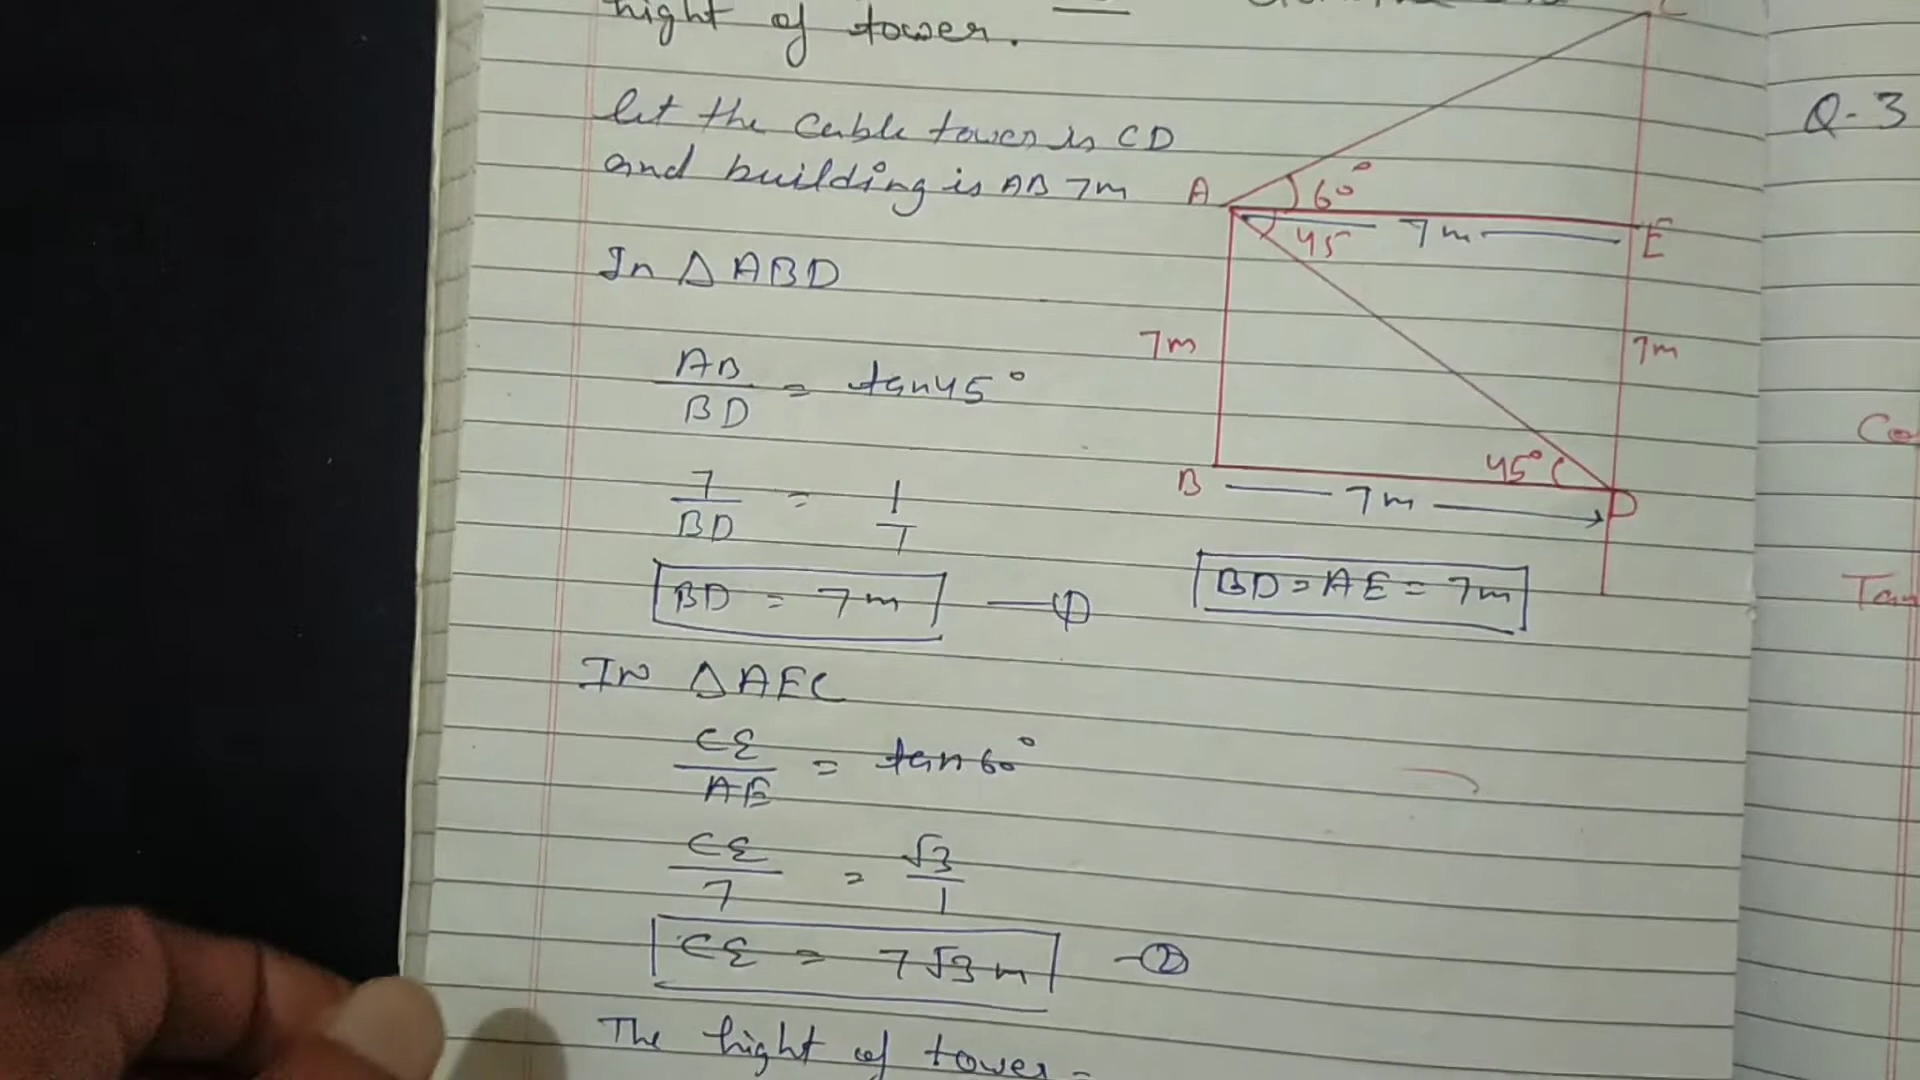 hight of tower.
let the cable tower is CD
and building is AB 7m
In △ABD
AB
BD
= tan45°
7
BD
=
1
1
BD = 7m
①
IN △AEC
CE
AE
= tan60°
CE
7
=
√3
1
CE = 7√3 m
②
The hight of tower =
A
60°
45
7m
E
7m
7m
B
7m
45°
D
BD = AE = 7m
Q-3